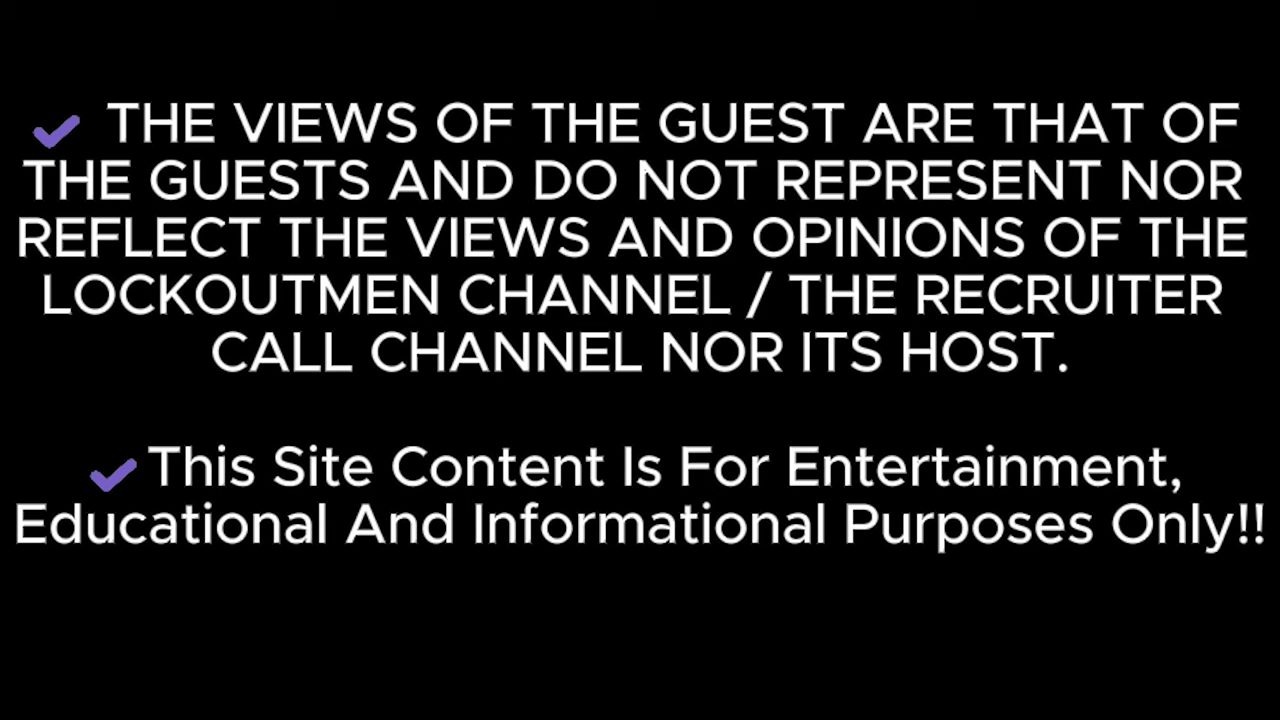 ✔ THE VIEWS OF THE GUEST ARE THAT OF
THE GUESTS AND DO NOT REPRESENT NOR
REFLECT THE VIEWS AND OPINIONS OF THE
LOCKOUTMEN CHANNEL / THE RECRUITER
CALL CHANNEL NOR ITS HOST.
✔ This Site Content Is For Entertainment,
Educational And Informational Purposes Only!!